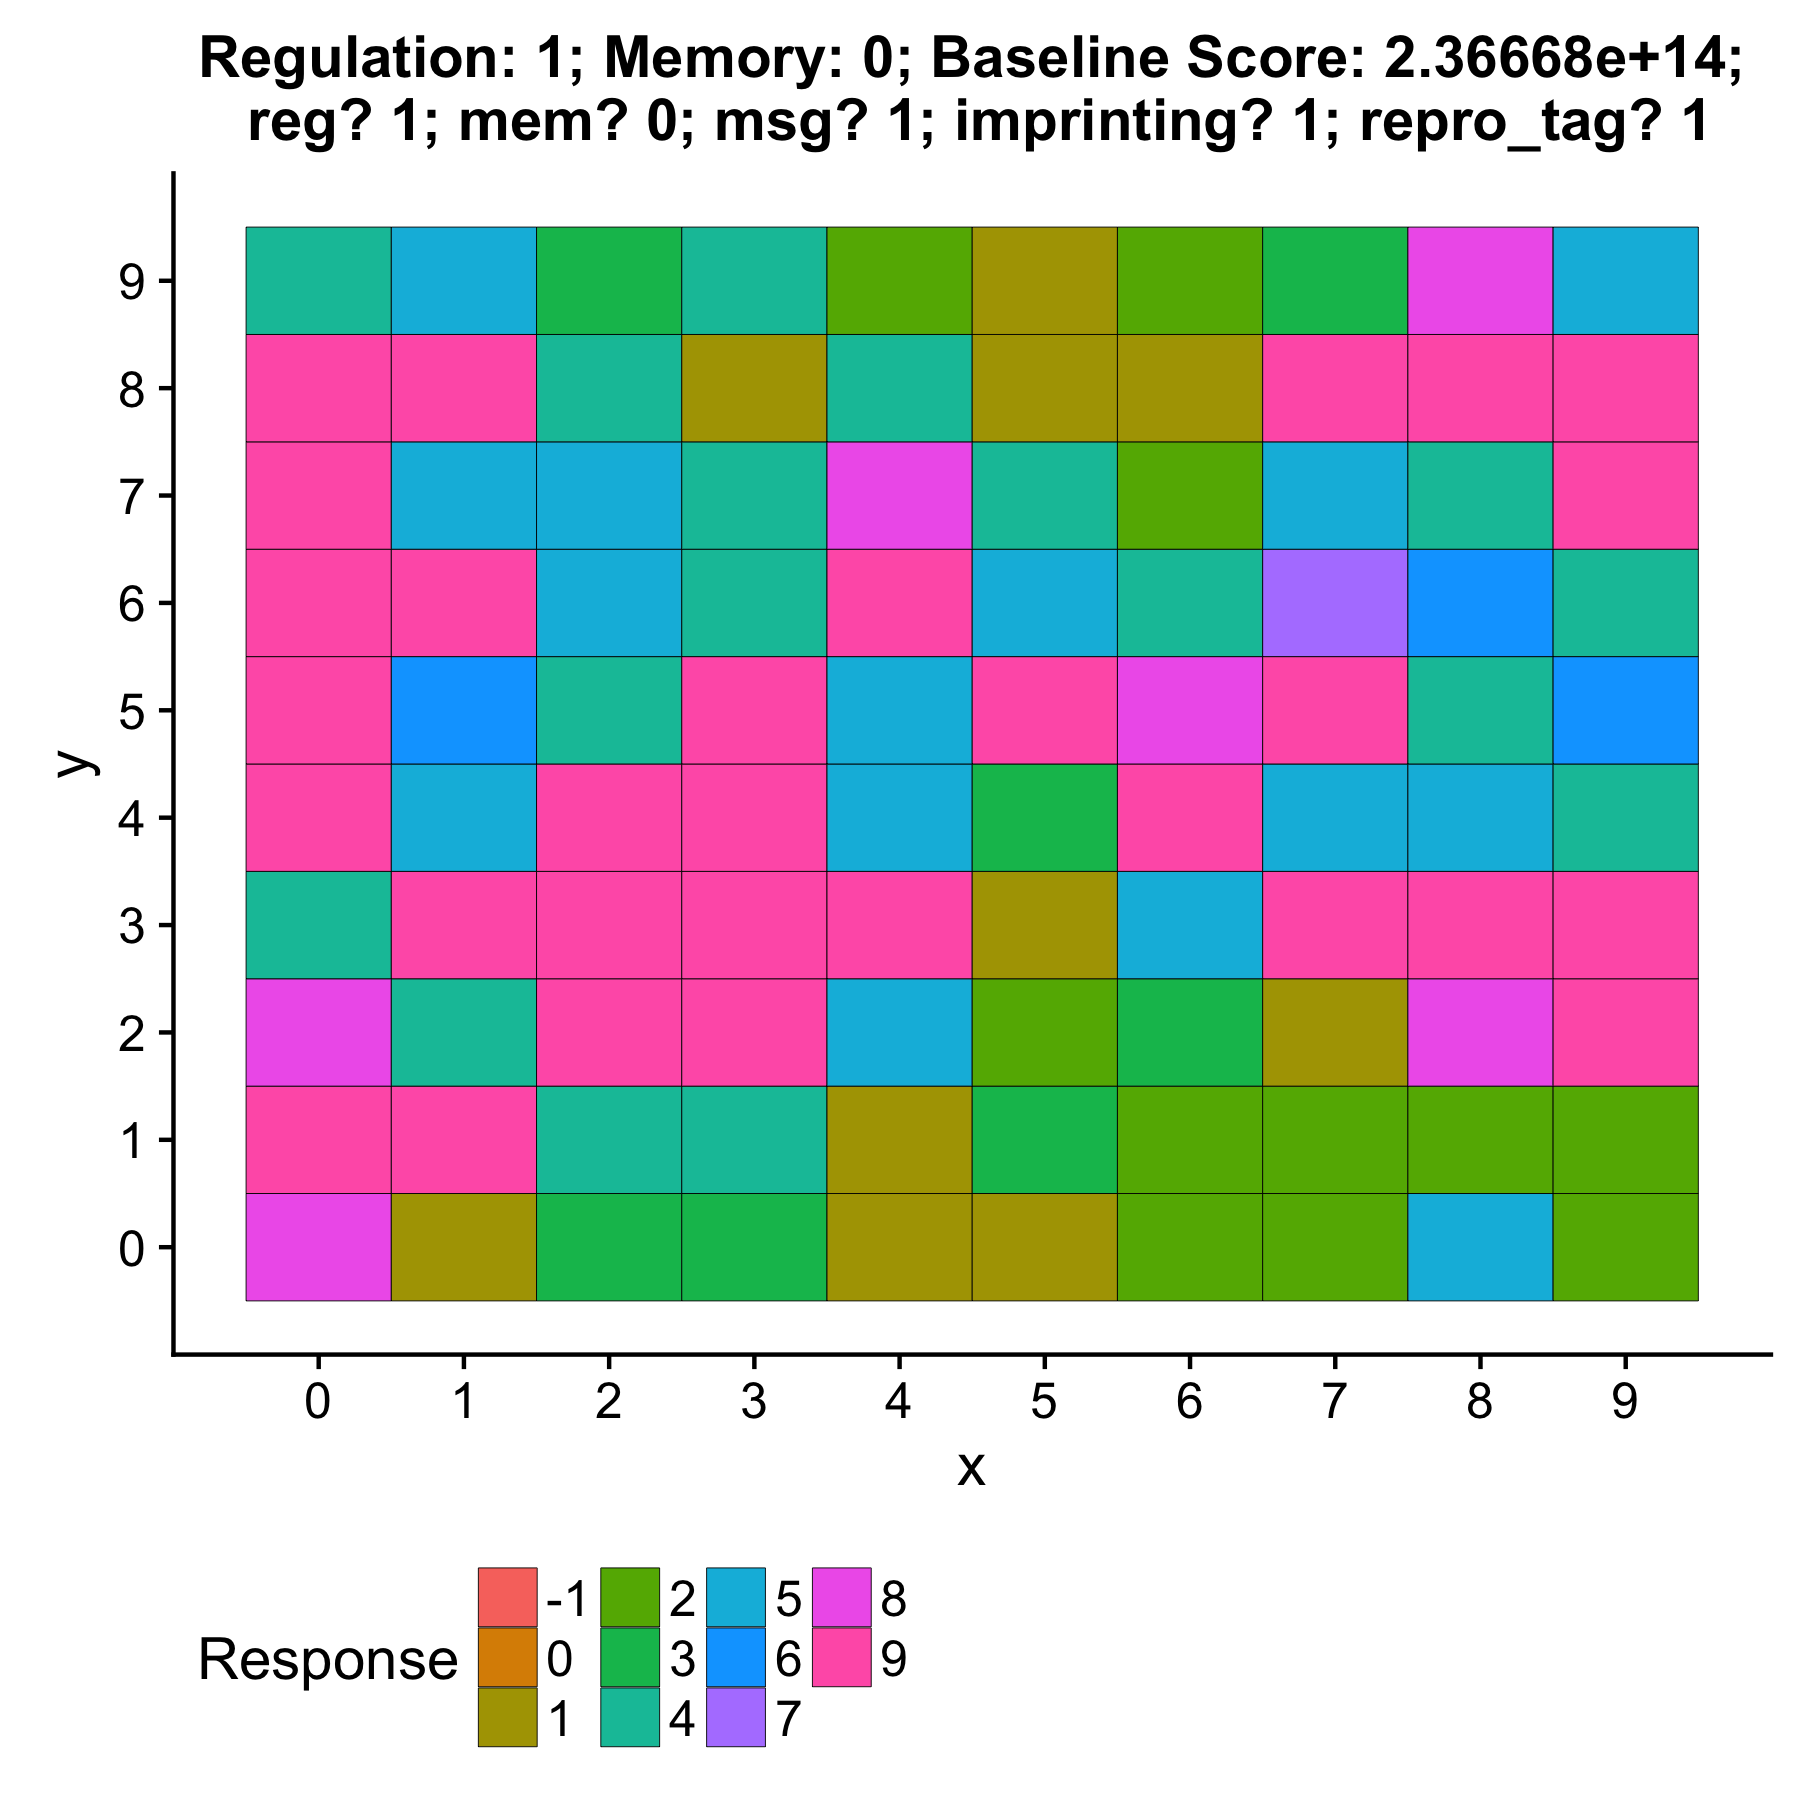 Regulation: 1; Memory: 0; Baseline Score: 2.36668e+14;
reg? 1; mem? 0; msg? 1; imprinting? 1; repro_tag? 1
9
8
7
6
5
4
3
2
1
0
y
0 1 2 3 4 5 6 7 8 9
x
Response
-1 2 5 8
0 3 6 9
1 4 7